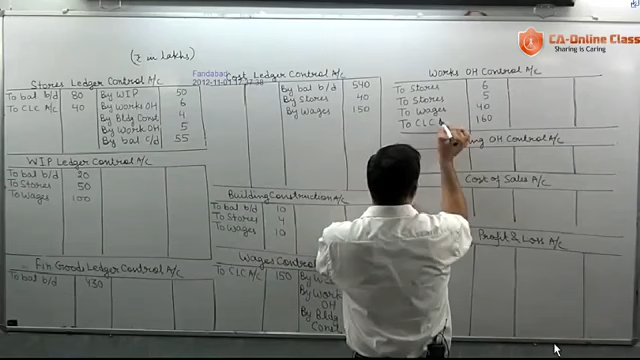 CA-Online Class
Sharing is Caring.
(₹ in lakhs)
Faridabad
Stores Ledger Control A/c
To bal b/d 80 By WIP 50
To CLC A/c 40 By Works OH 6
By Bldg Const 4
By Work OH 5
By bal c/d 55
WIP Ledger Control A/c
To bal b/d 20
To Stores 50
To Wages 100
Fin Goods Ledger Control A/c
To bal b/d 430
Cost Ledger Control A/c
By bal b/d 540
By Stores 40
By Wages 150
Building Construction A/c
To bal b/d 10
To Stores 4
To Wages 10
Wages Control
To CLC A/c 150
By Work
OH
By Bldg
Const
Works OH Control A/c
To Stores 6
To Stores 5
To Wages 40
To CLC 160
OH Control A/c
Cost of Sales A/c
Profit & Loss A/c